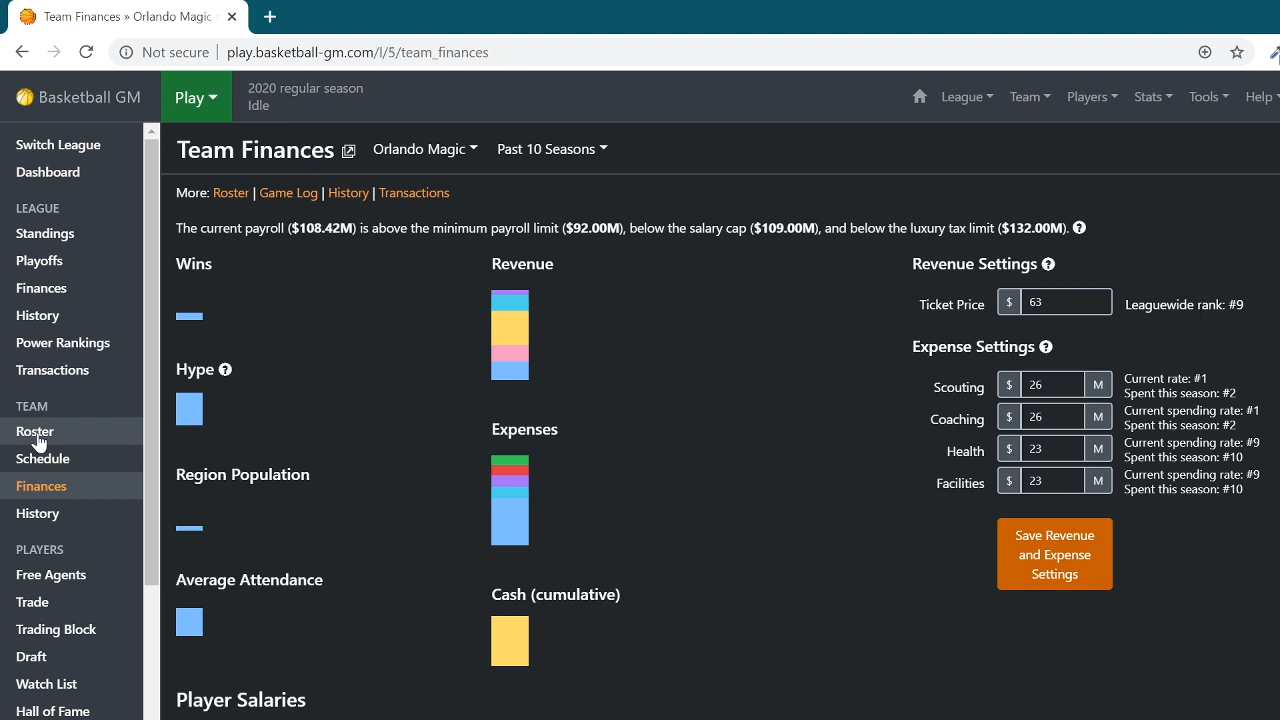 Team Finances » Orlando Magic
Not secure | play.basketball-gm.com/l/5/team_finances
Basketball GM
Play
2020 regular season
Idle
League
Team
Players
Stats
Tools
Help
Switch League
Dashboard
LEAGUE
Standings
Playoffs
Finances
History
Power Rankings
Transactions
TEAM
Roster
Schedule
Finances
History
PLAYERS
Free Agents
Trade
Trading Block
Draft
Watch List
Hall of Fame
Team Finances
Orlando Magic
Past 10 Seasons
More: Roster | Game Log | History | Transactions
The current payroll ($108.42M) is above the minimum payroll limit ($92.00M), below the salary cap ($109.00M), and below the luxury tax limit ($132.00M). ?
Wins
Hype ?
Region Population
Average Attendance
Revenue
Expenses
Cash (cumulative)
Revenue Settings ?
Ticket Price $ 63 Leaguewide rank: #9
Expense Settings ?
Scouting $ 26 M Current rate: #1
Spent this season: #2
Coaching $ 26 M Current spending rate: #1
Spent this season: #2
Health $ 23 M Current spending rate: #9
Spent this season: #10
Facilities $ 23 M Current spending rate: #9
Spent this season: #10
Save Revenue
and Expense
Settings
Player Salaries